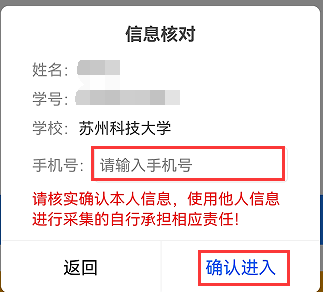 信息核对
姓名:
学号:
学校: 苏州科技大学
手机号: 请输入手机号
请核实确认本人信息，使用他人信息
进行采集的自行承担相应责任!
返回 确认进入